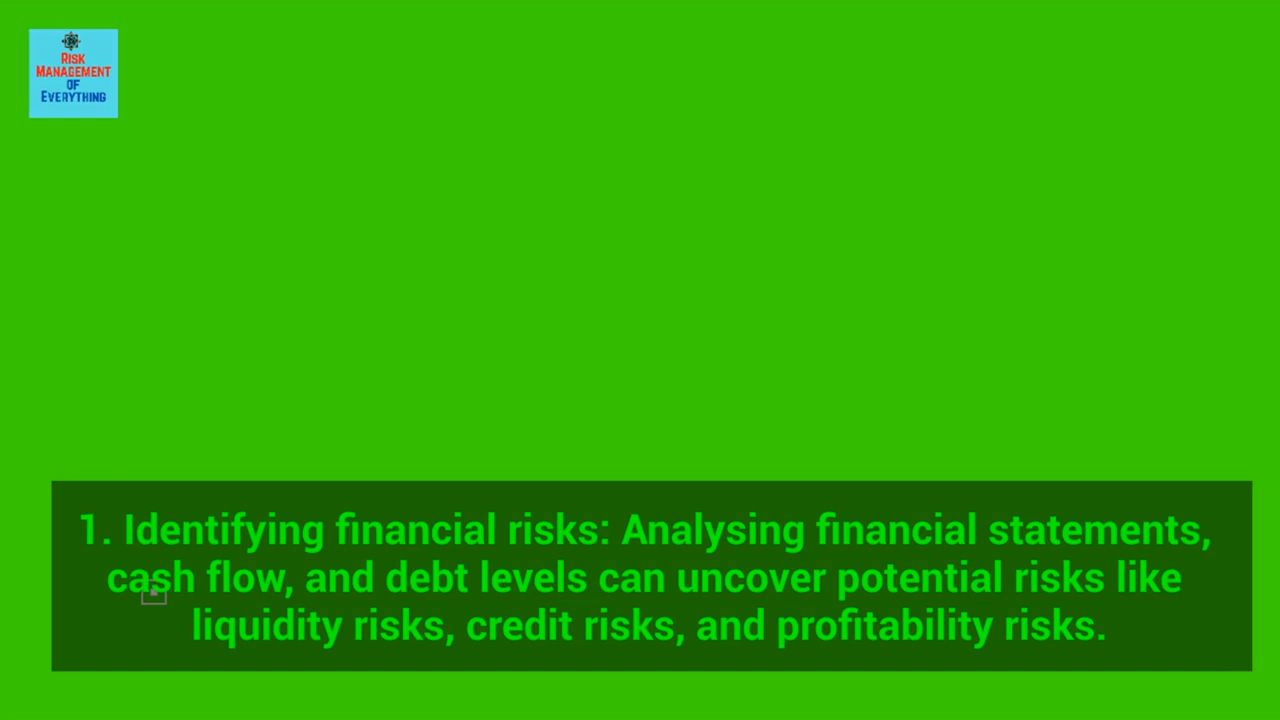 Risk
Management
of
Everything
1. Identifying financial risks: Analysing financial statements,
cash flow, and debt levels can uncover potential risks like
liquidity risks, credit risks, and profitability risks.